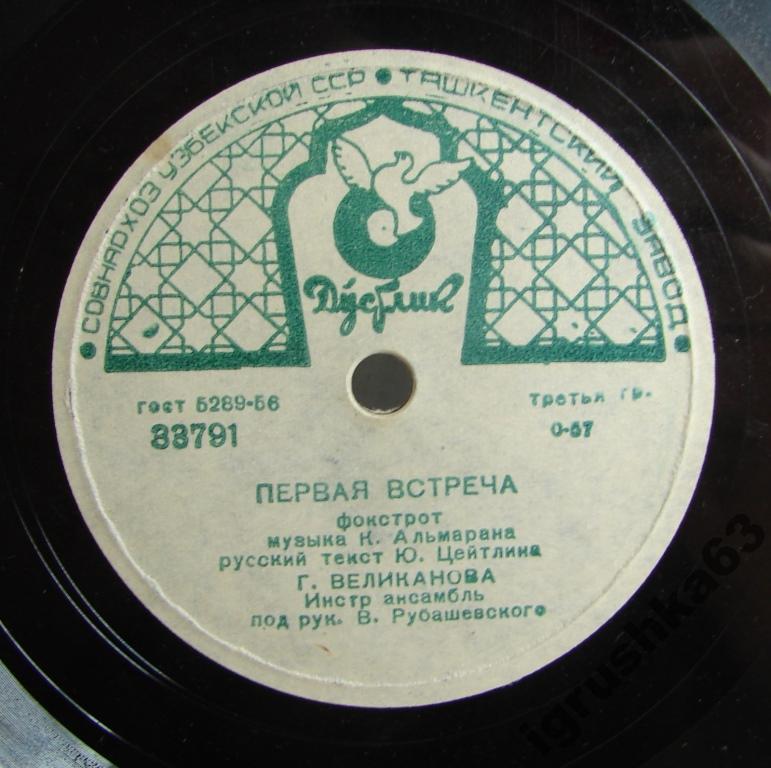 СОВНАРХОЗ УЗБЕКСКОЙ ССР • ТАШКЕНТСКИЙ ЗАВОД
Дустлик
гост 5289-56
33791
третья гр.
0-57
ПЕРВАЯ ВСТРЕЧА
фокстрот
музыка К. Альмарана
русский текст Ю. Цейтлина
Г. ВЕЛИКАНОВА
Инстр ансамбль
под рук. В. Рубашевского
igrushka63